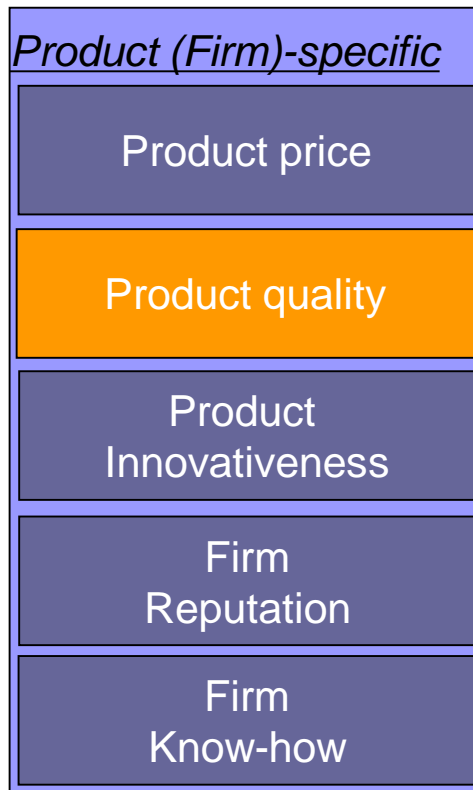 Product (Firm)-specific
Product price
Product quality
Product
Innovativeness
Firm
Reputation
Firm
Know-how